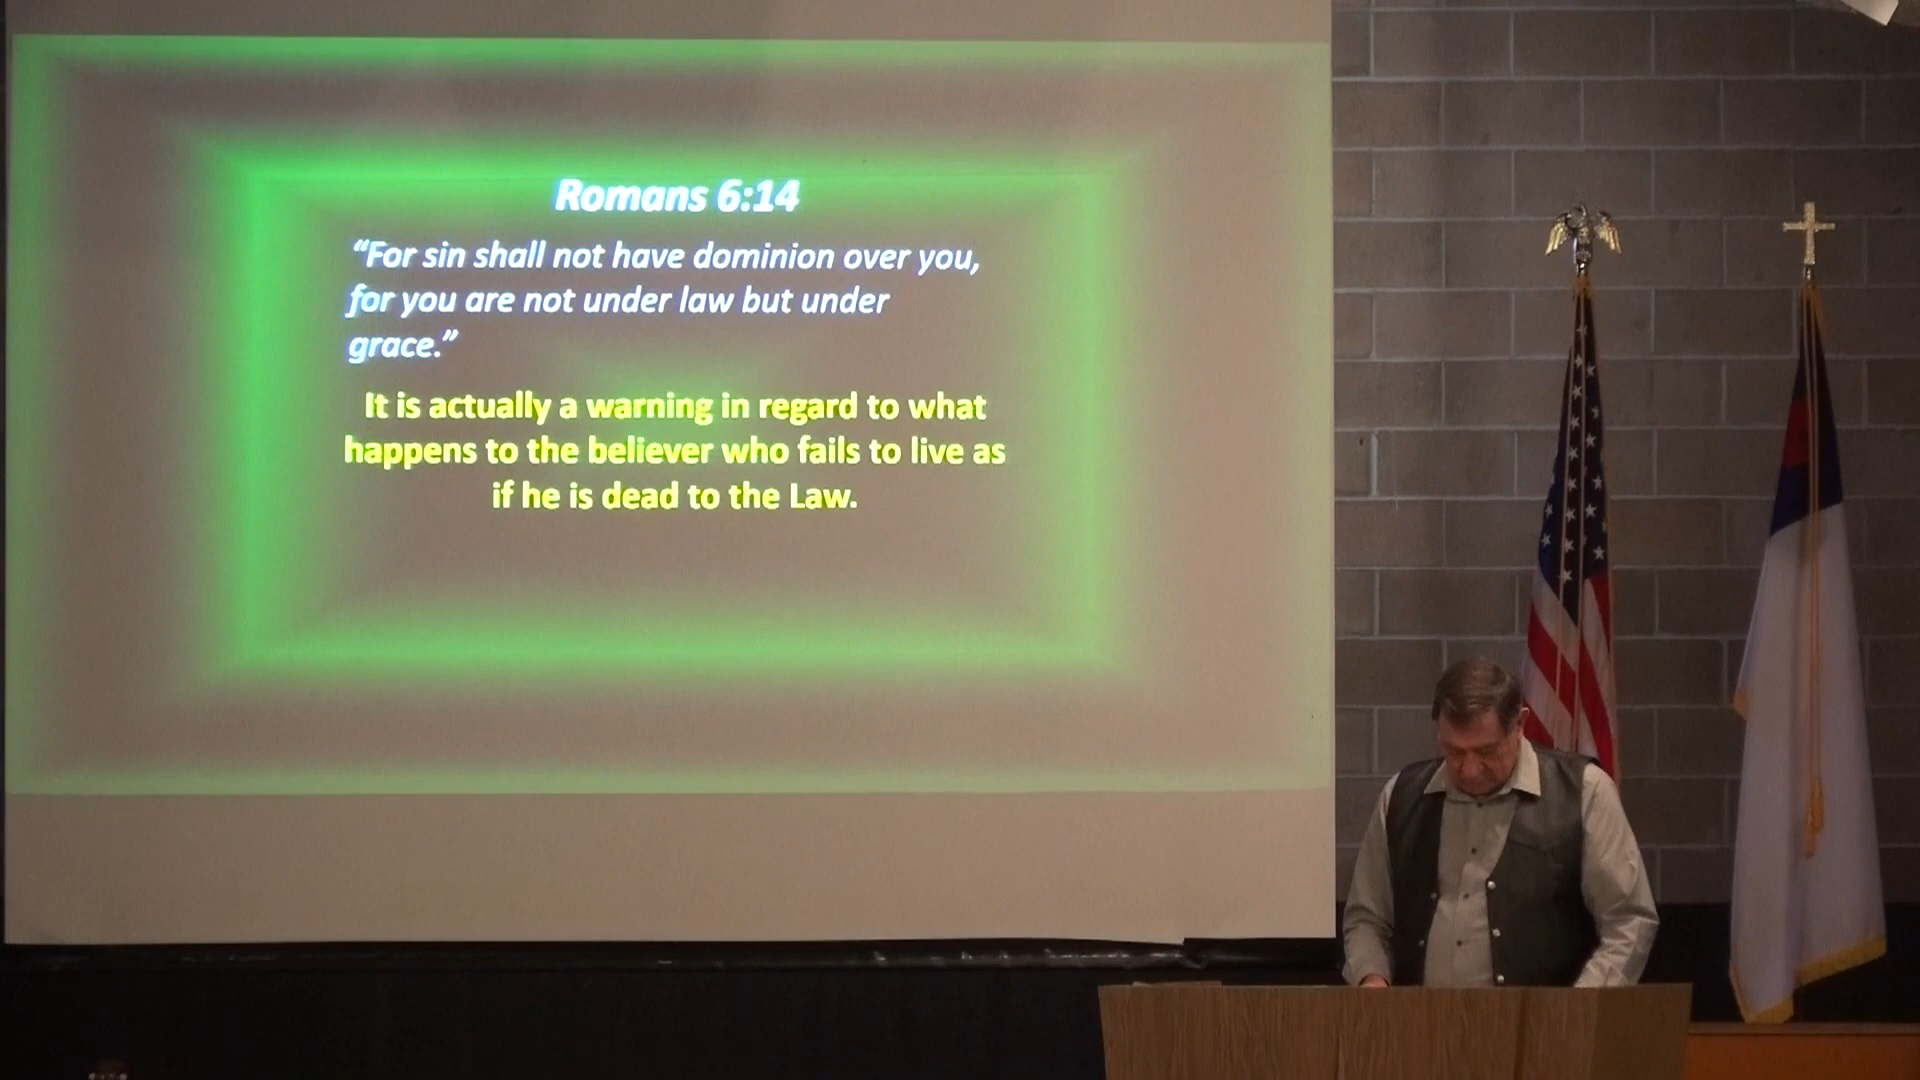 Romans 6:14
“For sin shall not have dominion over you,
for you are not under law but under
grace.”
It is actually a warning in regard to what
happens to the believer who fails to live as
if he is dead to the Law.